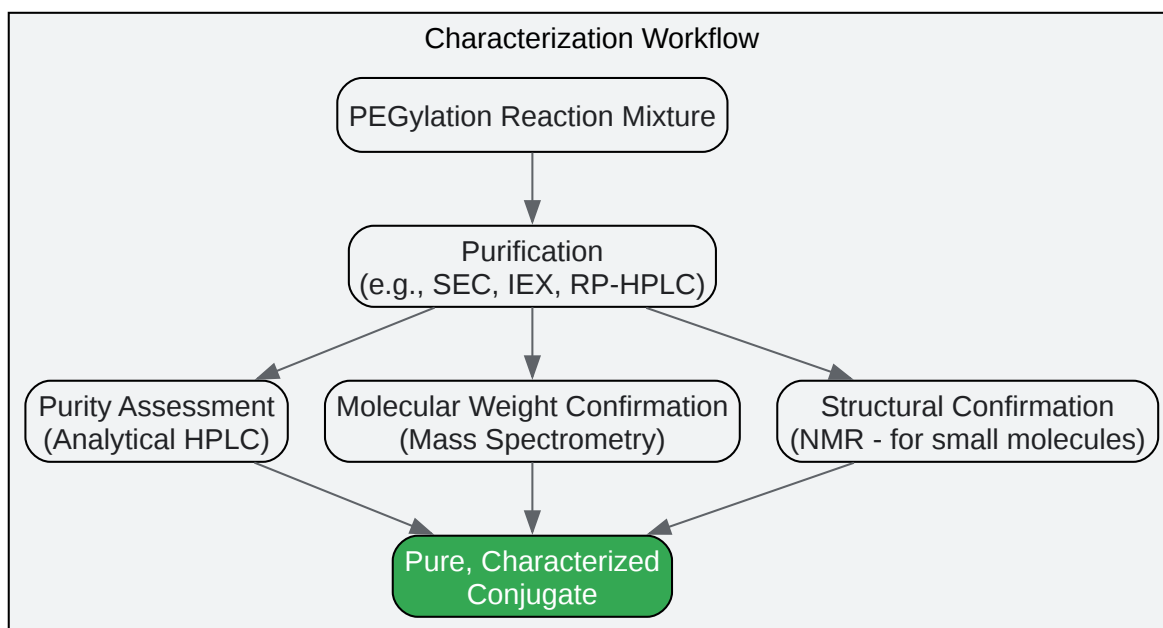 Characterization Workflow
PEGylation Reaction Mixture
Purification
(e.g., SEC, IEX, RP-HPLC)
Purity Assessment
(Analytical HPLC)
Molecular Weight Confirmation
(Mass Spectrometry)
Structural Confirmation
(NMR - for small molecules)
Pure, Characterized
Conjugate